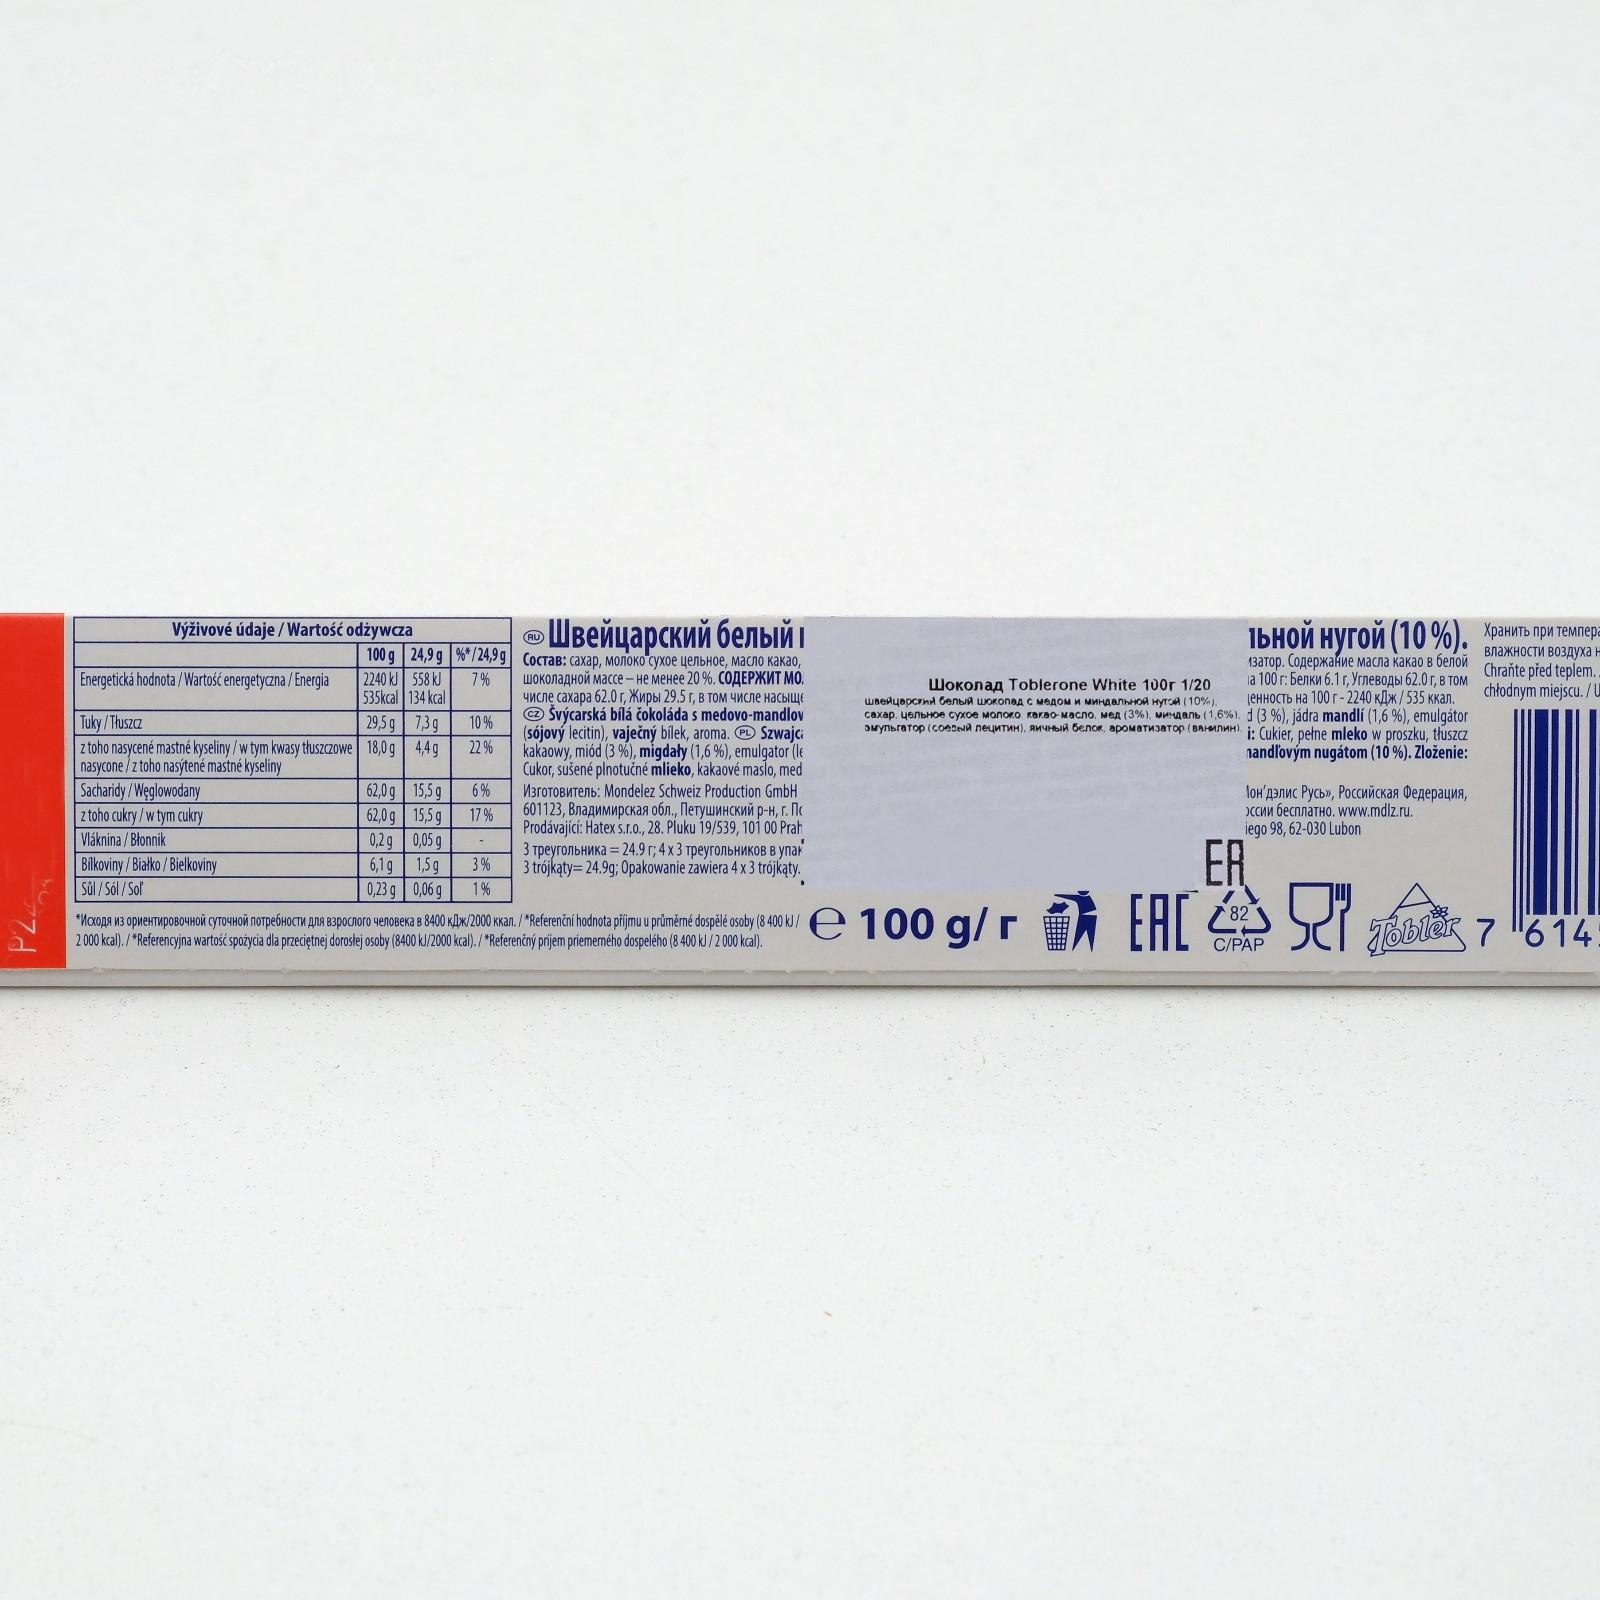 Výživové údaje / Wartość odżywcza
100 g 24,9 g %*/24,9 g
Energetická hodnota / Wartość energetyczna / Energia 2240 kJ 558 kJ 7 %
535kcal 134 kcal
Tuky / Tłuszcz 29,5 g 7,3 g 10 %
z toho nasycené mastné kyseliny / w tym kwasy tłuszczowe 18,0 g 4,4 g 22 %
nasycone / z toho nasýtené mastné kyseliny
Sacharidy / Węglowodany 62,0 g 15,5 g 6 %
z toho cukry / w tym cukry 62,0 g 15,5 g 17 %
Vláknina / Błonnik 0,2 g 0,05 g -
Bílkoviny / Białko / Bielkoviny 6,1 g 1,5 g 3 %
Sůl / Sól / Soľ 0,23 g 0,06 g 1 %
*Исходя из ориентировочной суточной потребности для взрослого человека в 8400 кДж/2000 ккал. / *Referenční hodnota příjmu u průměrné dospělé osoby (8 400 kJ /
2 000 kcal). / *Referencyjna wartość spożycia dla przeciętnej dorosłej osoby (8400 kJ/2000 kcal). / *Referenčný príjem priemerného dospelého (8 400 kJ / 2 000 kcal).
RU Швейцарский белый
Состав: сахар, молоко сухое цельное, масло какао,
шоколадной массе – не менее 20 %. СОДЕРЖИТ МО
числе сахара 62.0 г, Жиры 29.5 г, в том числе насыще
CZ Švýcarská bílá čokoláda s medovo-mandlov
(sójový lecitin), vaječný bílek, aroma. PL Szwajca
kakaowy, miód (3 %), migdały (1,6 %), emulgator (le
Cukor, sušené plnotučné mlieko, kakaové maslo, med
Изготовитель: Mondelez Schweiz Production GmbH
601123, Владимирская обл., Петушинский р-н, г. По
Prodávající: Hatex s.r.o., 28. Pluku 19/539, 101 00 Prah
3 треугольника = 24.9 г; 4 x 3 треугольников в упак
3 trójkąty= 24.9g; Opakowanie zawiera 4 x 3 trójkąty.
Шоколад Toblerone White 100г 1/20
швейцарский белый шоколад с медом и миндальной нугой (10%),
сахар, цельное сухое молоко, какао-масло, мед (3%), миндаль (1,6%),
эмульгатор (соевый лецитин), яичный белок, ароматизатор (ванилин).
льной нугой (10 %).
изатор. Содержание масла какао в белой
а 100 г: Белки 6.1 г, Углеводы 62.0 г, в том
енность на 100 г - 2240 кДж / 535 ккал.
d (3 %), jádra mandlí (1,6 %), emulgátor
i: Cukier, pełne mleko w proszku, tłuszcz
mandľovým nugátom (10 %). Zloženie:
Мон'дэлис Русь», Российская Федерация,
оссии бесплатно. www.mdlz.ru.
iego 98, 62-030 Lubon
Хранить при темпера
влажности воздуха н
Chraňte před teplem.
chłodnym miejscu. / U
℮ 100 g/ г
EAC
82
C/PAP
Tobler
7 614